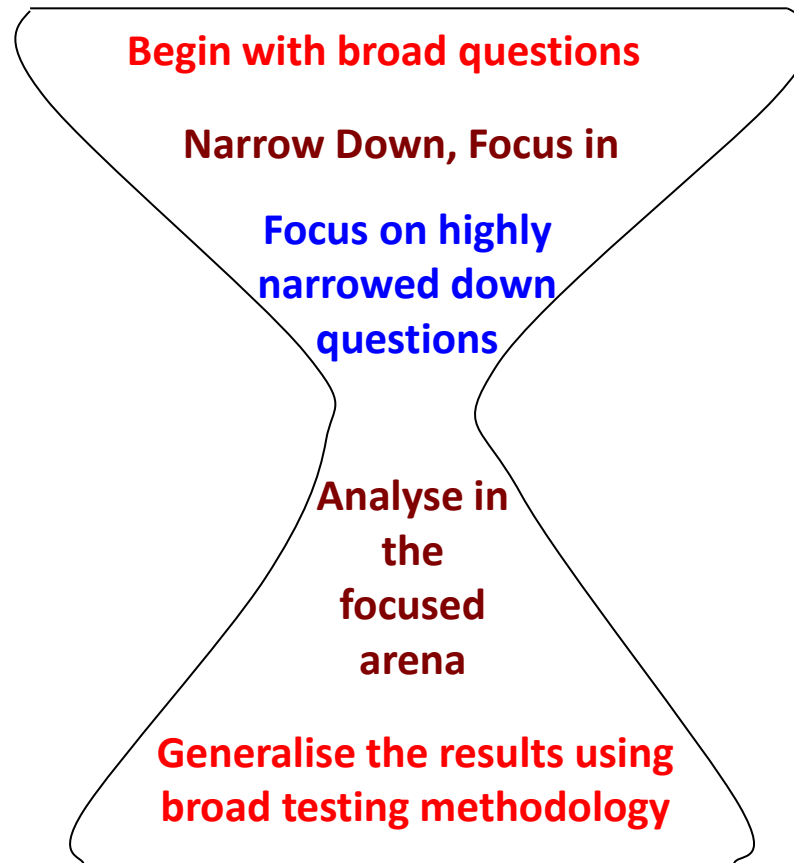 Begin with broad questions
Narrow Down, Focus in
Focus on highly
narrowed down
questions
Analyse in
the
focused
arena
Generalise the results using
broad testing methodology